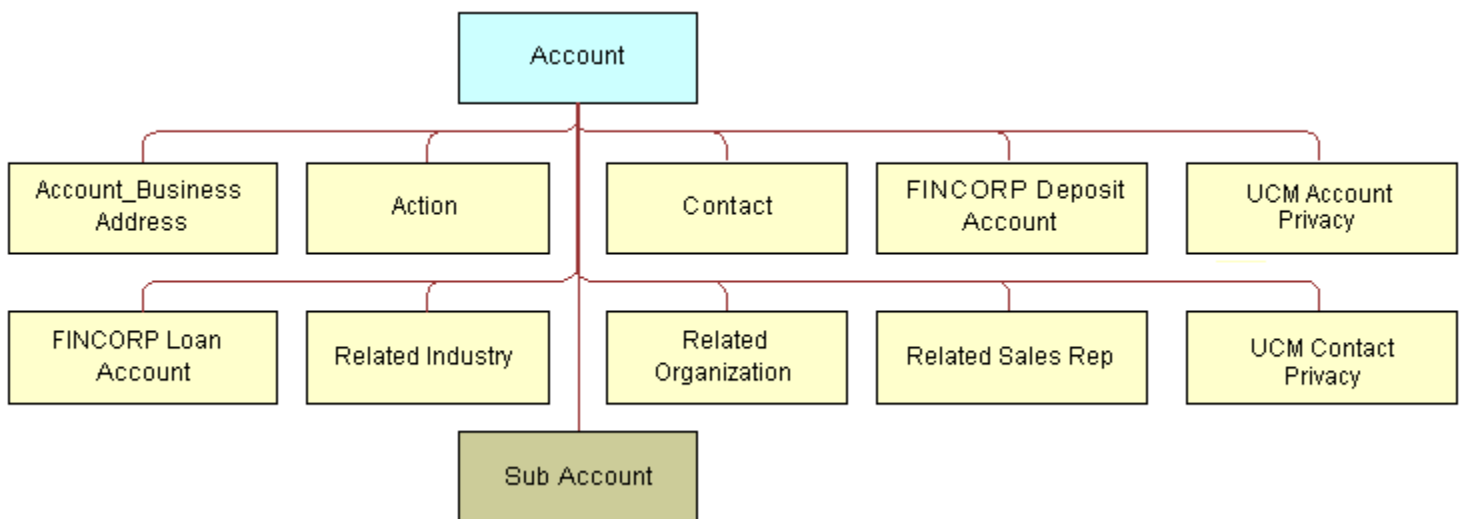 Account
Account_Business
Address
Action
Contact
FINCORP Deposit
Account
UCM Account
Privacy
FINCORP Loan
Account
Related Industry
Related
Organization
Related Sales Rep
UCM Contact
Privacy
Sub Account